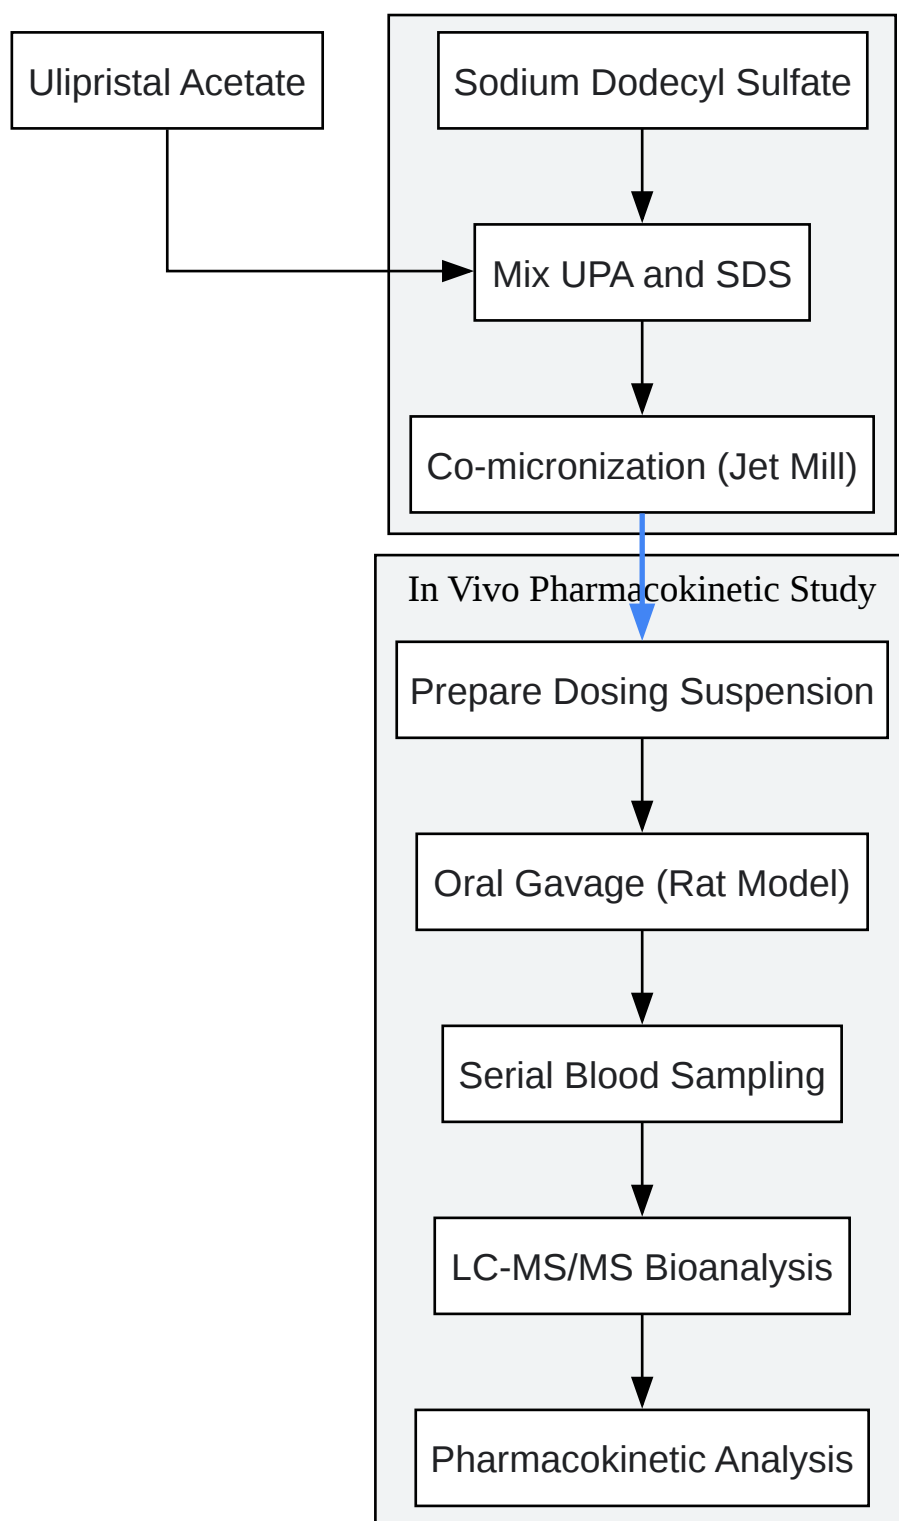 Ulipristal Acetate
Sodium Dodecyl Sulfate
Mix UPA and SDS
Co-micronization (Jet Mill)
In Vivo Pharmacokinetic Study
Prepare Dosing Suspension
Oral Gavage (Rat Model)
Serial Blood Sampling
LC-MS/MS Bioanalysis
Pharmacokinetic Analysis